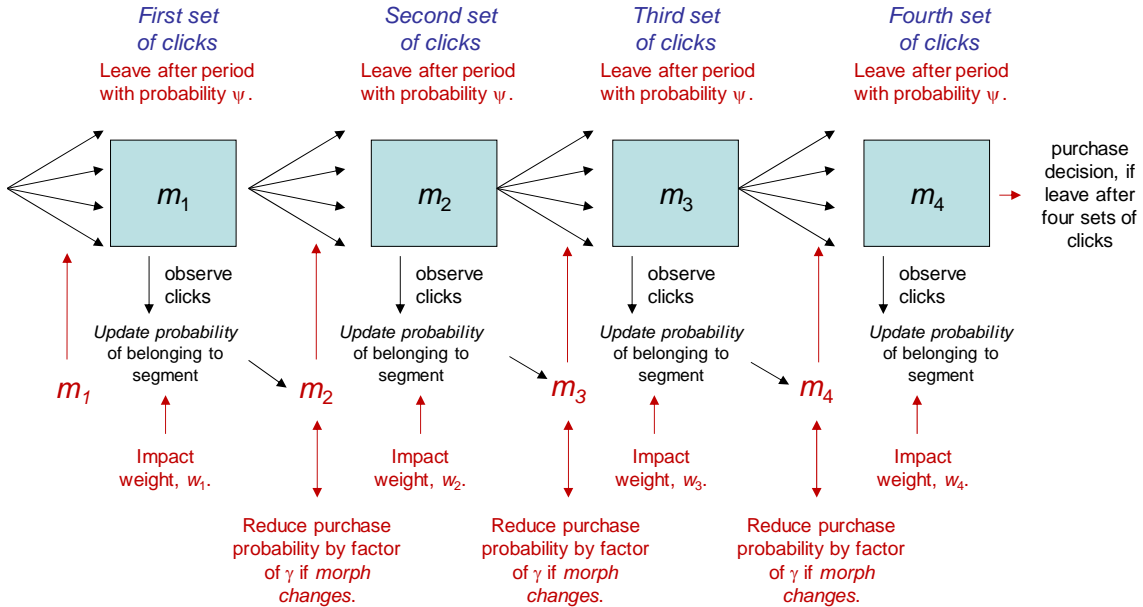 First set
of clicks
Leave after period
with probability ψ.
Second set
of clicks
Leave after period
with probability ψ.
Third set
of clicks
Leave after period
with probability ψ.
Fourth set
of clicks
Leave after period
with probability ψ.
m1
m2
m3
m4
purchase
decision, if
leave after
four sets of
clicks
observe
clicks
observe
clicks
observe
clicks
observe
clicks
Update probability
of belonging to
segment
Update probability
of belonging to
segment
Update probability
of belonging to
segment
Update probability
of belonging to
segment
m1
m2
m3
m4
Impact
weight, w1.
Impact
weight, w2.
Impact
weight, w3.
Impact
weight, w4.
Reduce purchase
probability by factor
of γ if morph
changes.
Reduce purchase
probability by factor
of γ if morph
changes.
Reduce purchase
probability by factor
of γ if morph
changes.